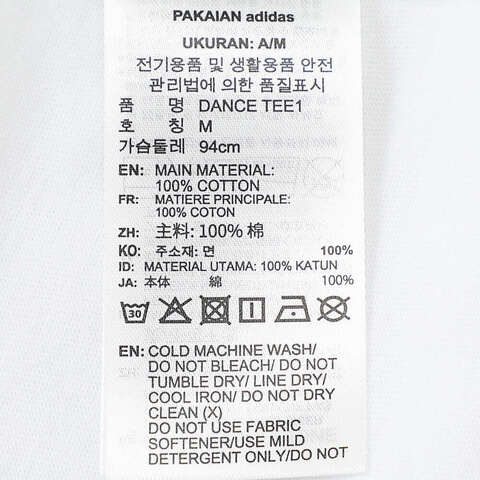 PAKAIAN adidas
UKURAN: A/M
전기용품 및 생활용품 안전
관리법에 의한 품질표시
품 명 DANCE TEE1
호 칭 M
가슴둘레 94cm
EN: MAIN MATERIAL:
100% COTTON
FR: MATIERE PRINCIPALE:
100% COTON
ZH: 主料: 100% 棉
KO: 주소재: 면 100%
ID: MATERIAL UTAMA: 100% KATUN
JA: 本体 綿 100%
30
EN: COLD MACHINE WASH/
DO NOT BLEACH/ DO NOT
TUMBLE DRY/ LINE DRY/
COOL IRON/ DO NOT DRY
CLEAN (X)
DO NOT USE FABRIC
SOFTENER/USE MILD
DETERGENT ONLY/DO NOT